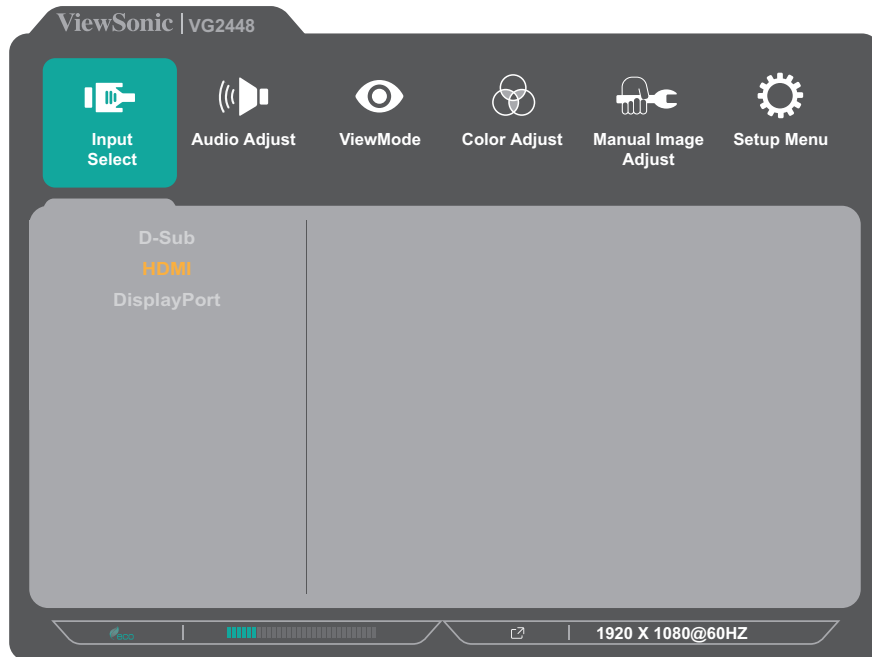 ViewSonic | VG2448
Input Select
Audio Adjust
ViewMode
Color Adjust
Manual Image Adjust
Setup Menu
D-Sub
HDMI
DisplayPort
eco
1920 X 1080@60HZ